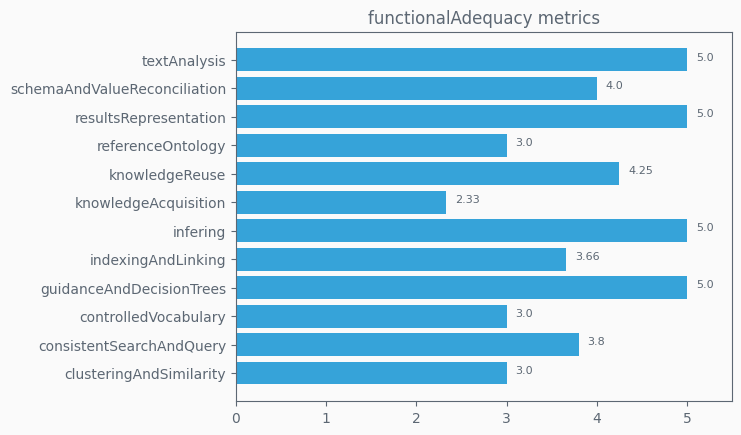 functionalAdequacy metrics
textAnalysis 5.0
schemaAndValueReconciliation 4.0
resultsRepresentation 5.0
referenceOntology 3.0
knowledgeReuse 4.25
knowledgeAcquisition 2.33
infering 5.0
indexingAndLinking 3.66
guidanceAndDecisionTrees 5.0
controlledVocabulary 3.0
consistentSearchAndQuery 3.8
clusteringAndSimilarity 3.0
0 1 2 3 4 5